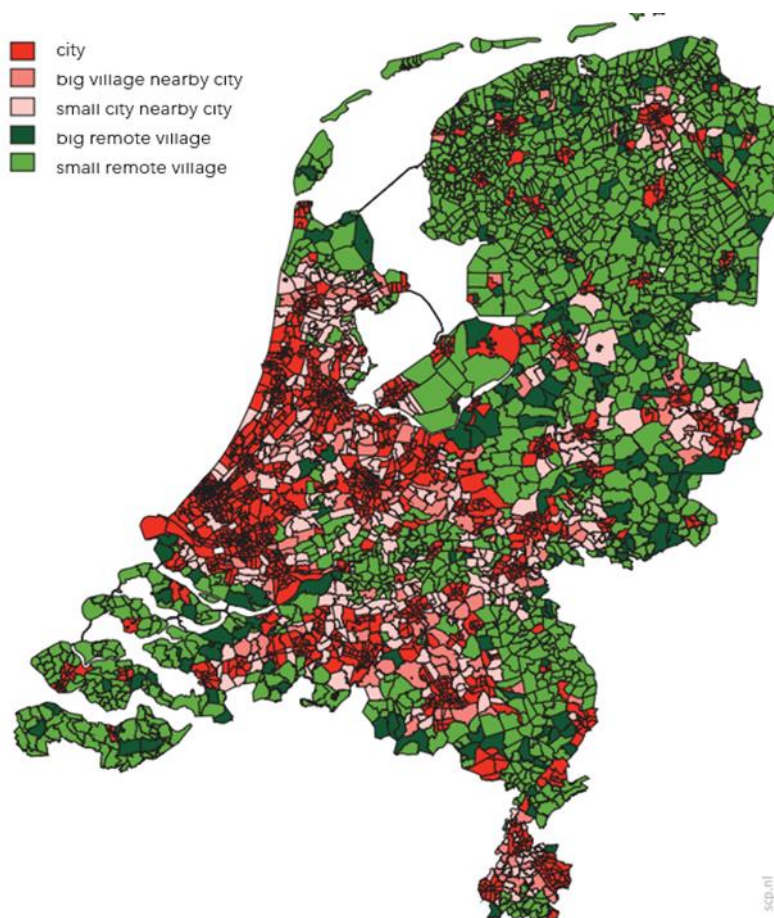 city
big village nearby city
small city nearby city
big remote village
small remote village
scp.nl